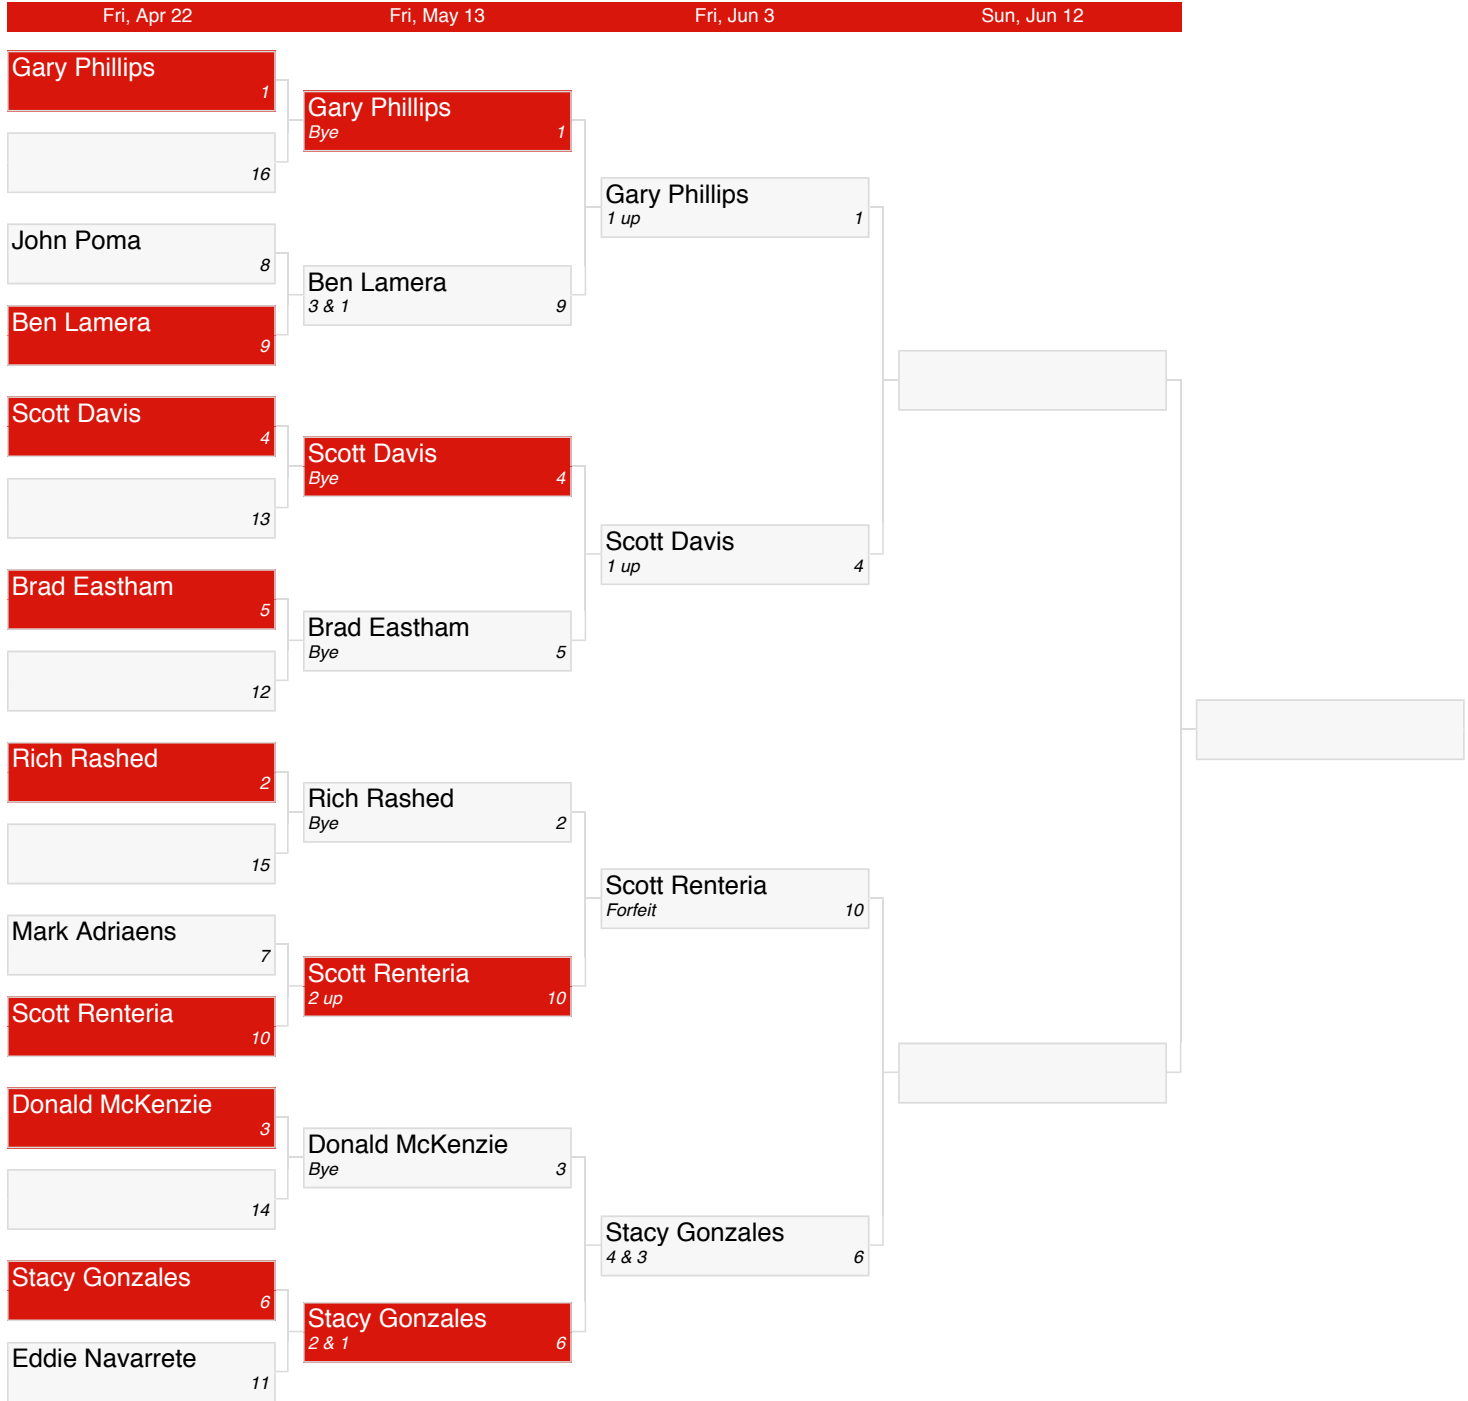 Fri, Apr 22
Fri, May 13
Fri, Jun 3
Sun, Jun 12
Gary Phillips
1
16
John Poma
8
Ben Lamera
9
Scott Davis
4
13
Brad Eastham
5
12
Rich Rashed
2
15
Mark Adriaens
7
Scott Renteria
10
Donald McKenzie
3
14
Stacy Gonzales
6
Eddie Navarrete
11
Gary Phillips
Bye 1
Ben Lamera
3 & 1 9
Scott Davis
Bye 4
Brad Eastham
Bye 5
Rich Rashed
Bye 2
Scott Renteria
2 up 10
Donald McKenzie
Bye 3
Stacy Gonzales
2 & 1 6
Gary Phillips
1 up 1
Scott Davis
1 up 4
Scott Renteria
Forfeit 10
Stacy Gonzales
4 & 3 6